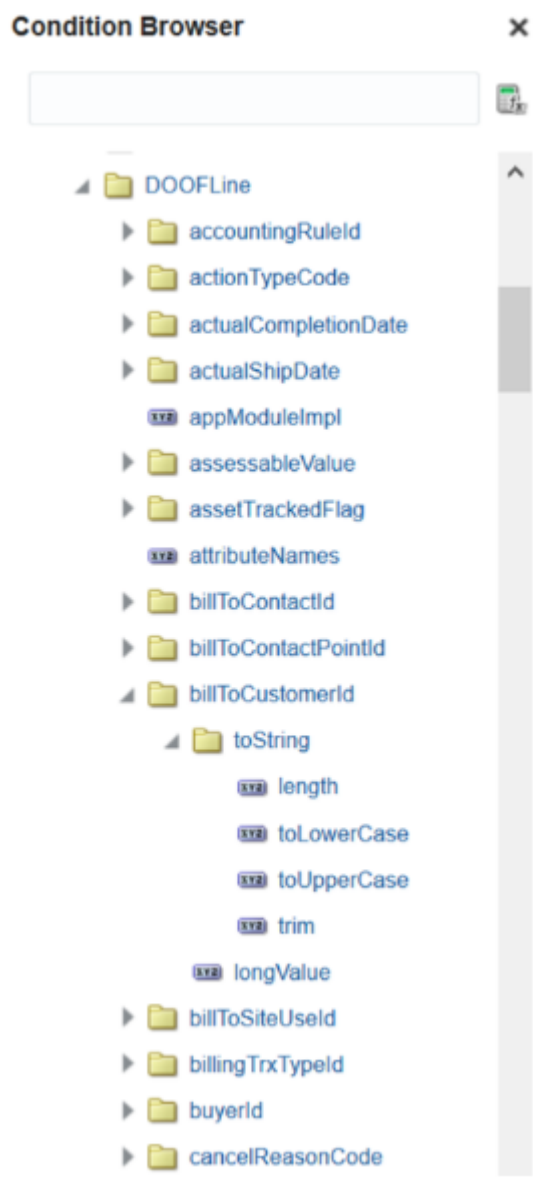 Condition Browser
DOOFLine
accountingRuleId
actionTypeCode
actualCompletionDate
actualShipDate
appModuleImpl
assessableValue
assetTrackedFlag
attributeNames
billToContactId
billToContactPointId
billToCustomerId
toString
length
toLowerCase
toUpperCase
trim
longValue
billToSiteUseId
billingTrxTypeId
buyerId
cancelReasonCode